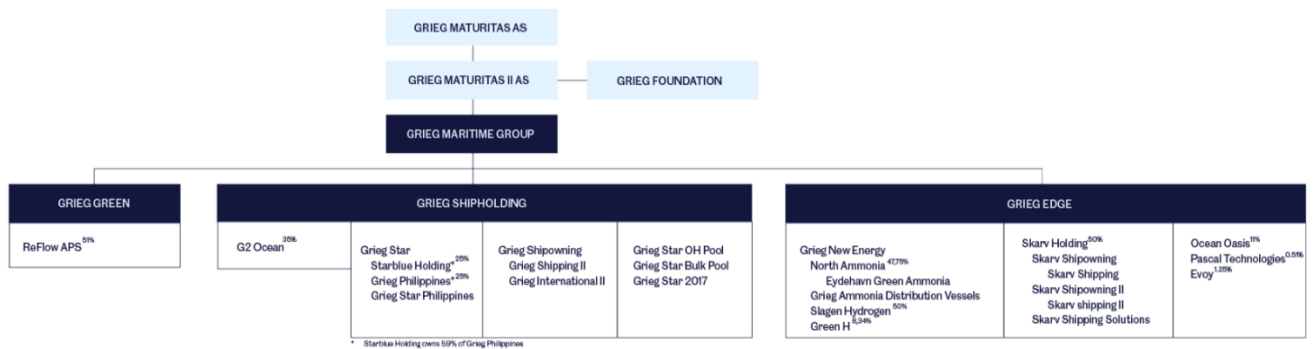 GRIEG MATURITAS AS
GRIEG MATURITAS II AS
GRIEG FOUNDATION
GRIEG MARITIME GROUP
GRIEG GREEN
ReFlow APS 51%
GRIEG SHIPHOLDING
G2 Ocean 35%
Grieg Star
Starblue Holding* 25%
Grieg Philippines* 25%
Grieg Star Philippines
Grieg Shipowning
Grieg Shipping II
Grieg International II
Grieg Star OH Pool
Grieg Star Bulk Pool
Grieg Star 2017
* Starblue Holding owns 59% of Grieg Philippines
GRIEG EDGE
Grieg New Energy
North Ammonia 47,75%
Eydehavn Green Ammonia
Grieg Ammonia Distribution Vessels
Slagen Hydrogen 50%
Green H 8,34%
Skarv Holding 50%
Skarv Shipowning
Skarv Shipping
Skarv Shipowning II
Skarv shipping II
Skarv Shipping Solutions
Ocean Oasis 11%
Pascal Technologies 0.51%
Evoy 1.25%